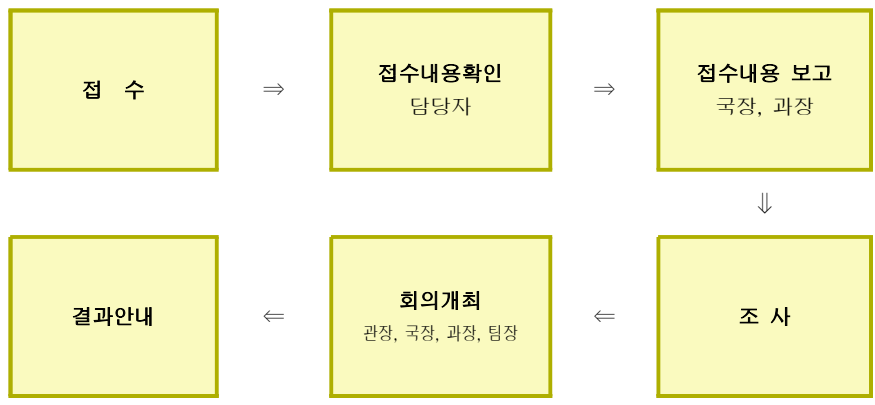 접 수
⇒
접수내용확인
담당자
⇒
접수내용 보고
국장, 과장
⇓
조 사
⇐
회의개최
관장, 국장, 과장, 팀장
⇐
결과안내